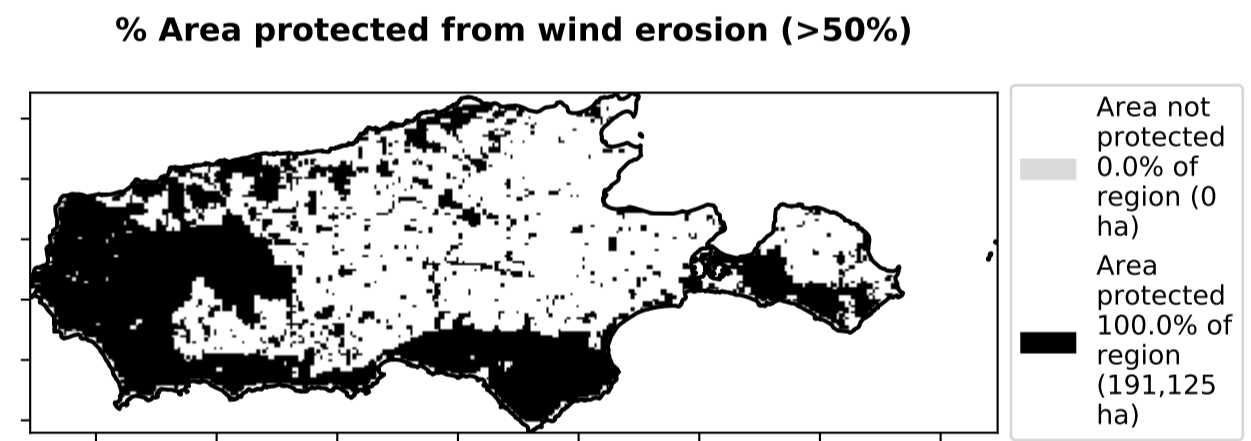 % Area protected from wind erosion (>50%)
Area not
protected
0.0% of
region (0
ha)
Area
protected
100.0% of
region
(191,125
ha)